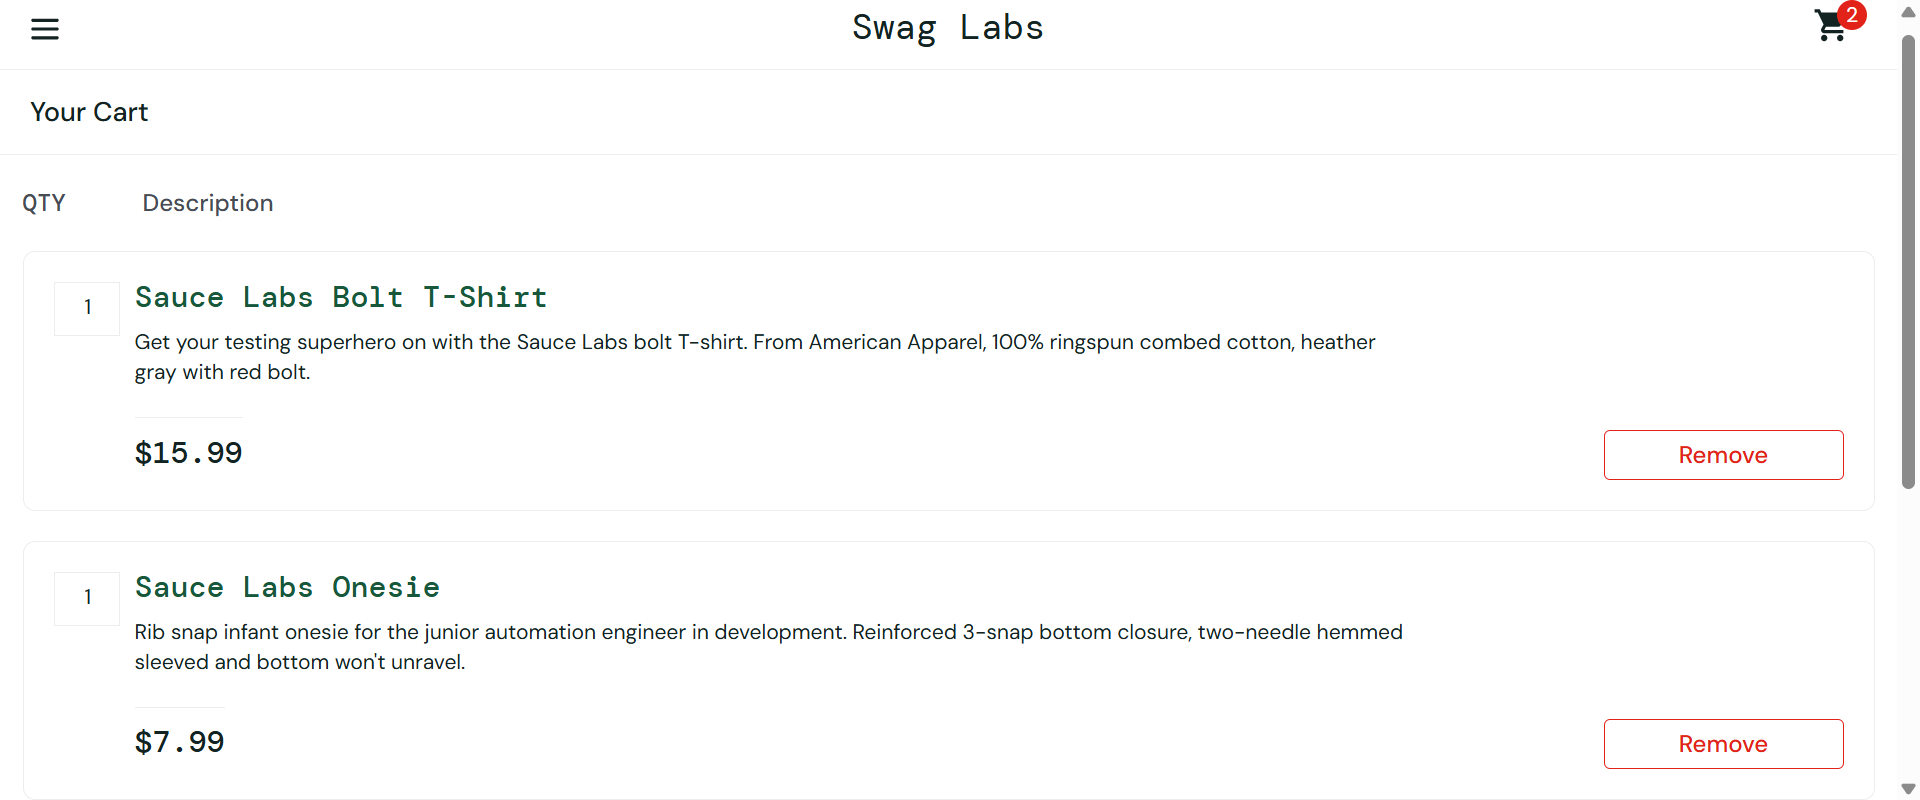 Swag Labs
2
Your Cart
QTY Description
1
Sauce Labs Bolt T-Shirt
Get your testing superhero on with the Sauce Labs bolt T-shirt. From American Apparel, 100% ringspun combed cotton, heather
gray with red bolt.
$15.99
Remove
1
Sauce Labs Onesie
Rib snap infant onesie for the junior automation engineer in development. Reinforced 3-snap bottom closure, two-needle hemmed
sleeved and bottom won't unravel.
$7.99
Remove